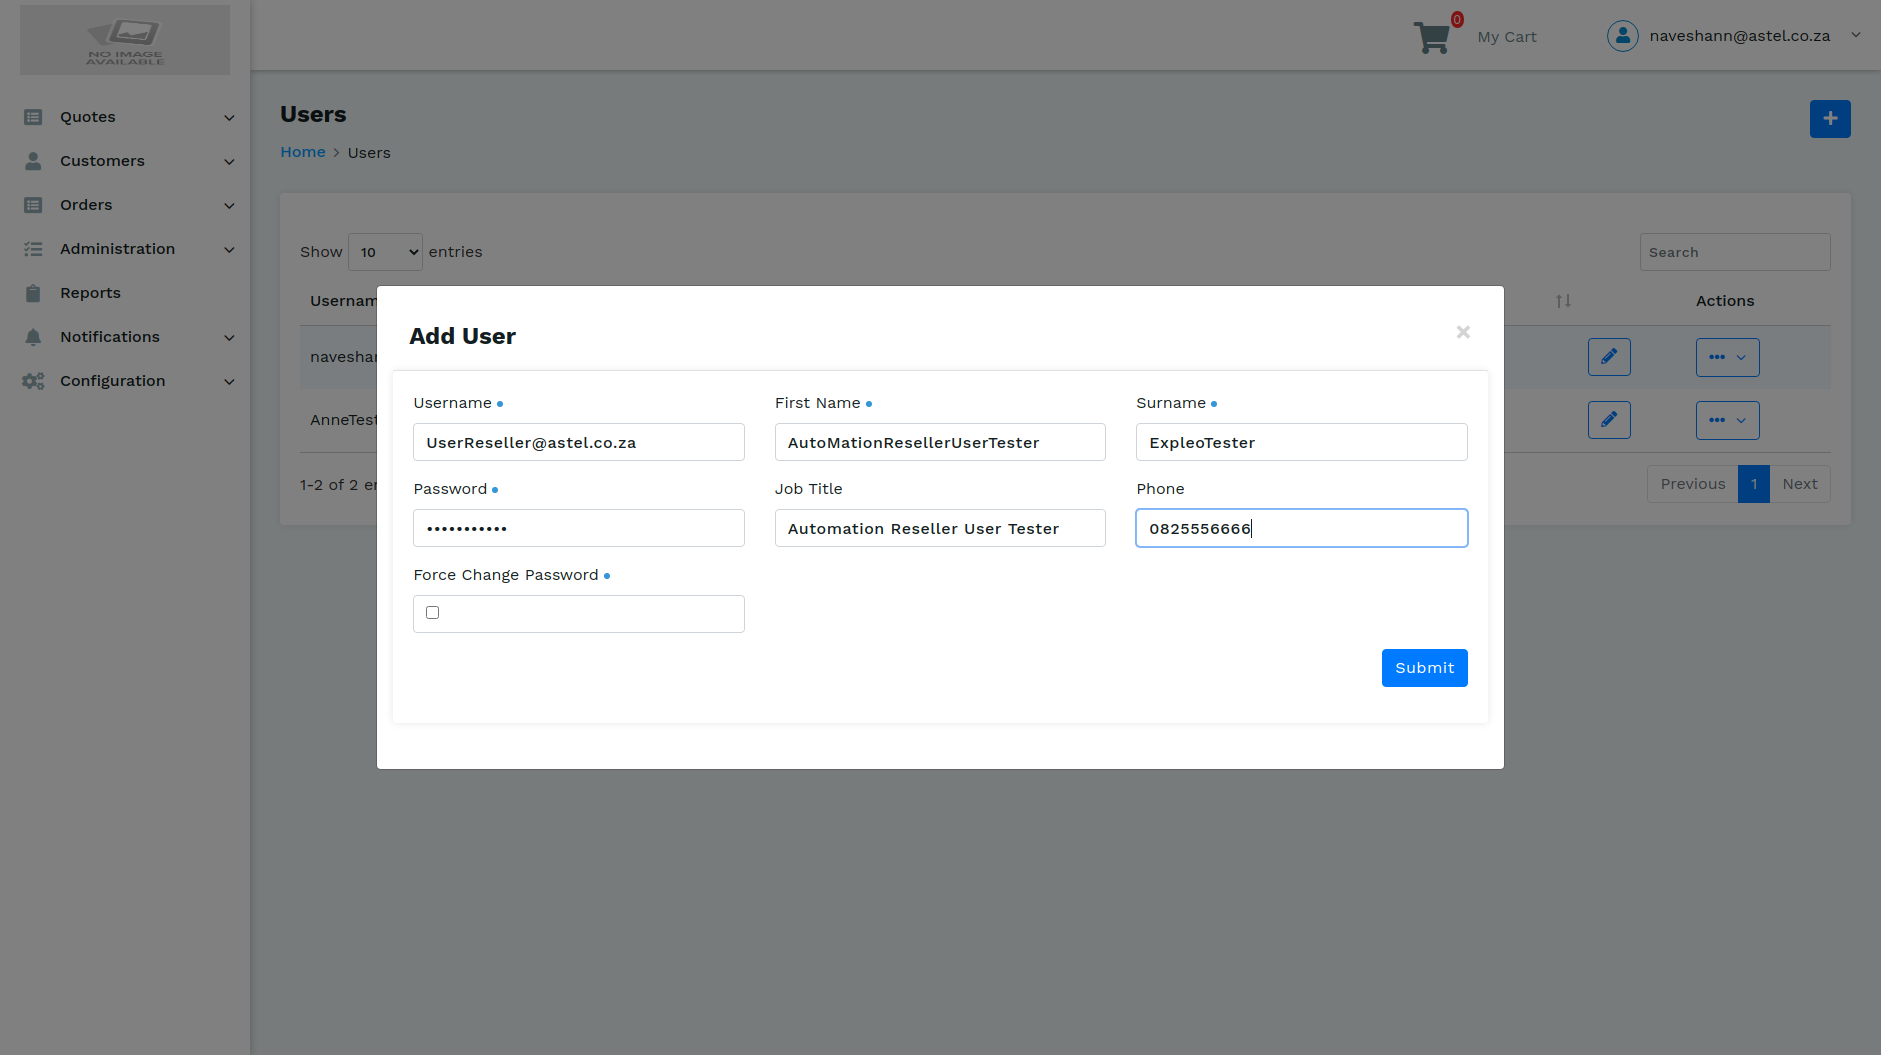 NO IMAGE
AVAILABLE
0
My Cart
naveshann@astel.co.za
Quotes
Customers
Orders
Administration
Reports
Notifications
Configuration
Users
Home > Users
Show 10 entries
Search
Usernam
Actions
navesha
AnneTest
1-2 of 2 e
Previous 1 Next
Add User
×
Username
First Name
Surname
UserReseller@astel.co.za
AutoMationResellerUserTester
ExpleoTester
Password
Job Title
Phone
•••••••••••
Automation Reseller User Tester
0825556666
Force Change Password
Submit